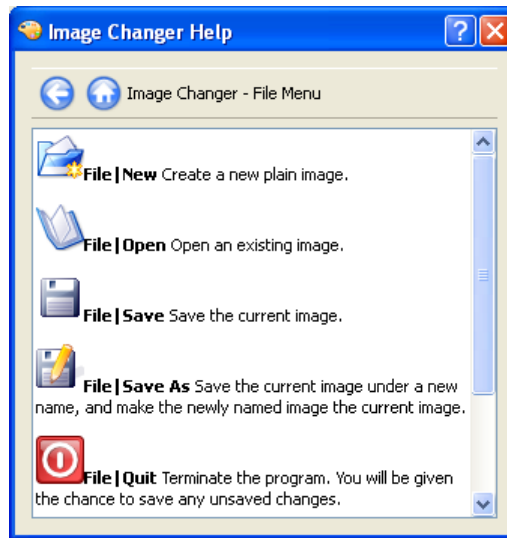 Image Changer Help
Image Changer - File Menu
File|New Create a new plain image.
File|Open Open an existing image.
File|Save Save the current image.
File|Save As Save the current image under a new
name, and make the newly named image the current image.
File|Quit Terminate the program. You will be given
the chance to save any unsaved changes.